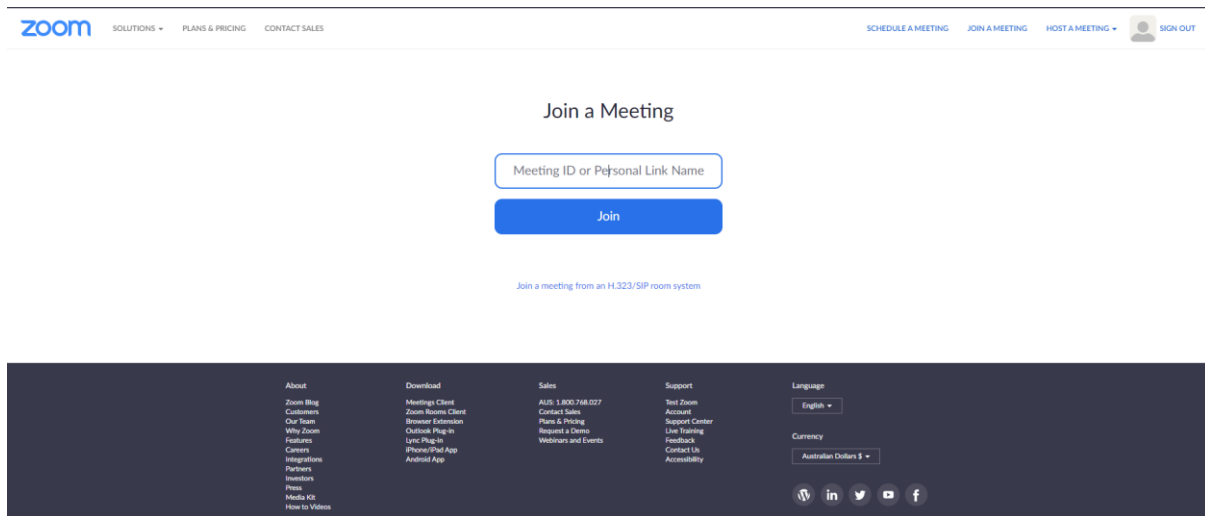 zoom SOLUTIONS PLANS & PRICING CONTACT SALES SCHEDULE A MEETING JOIN A MEETING HOST A MEETING SIGN OUT
Join a Meeting
Meeting ID or Personal Link Name
Join
Join a meeting from an H.323/SIP room system
About
Zoom Blog
Customers
Our Team
Why Zoom
Features
Careers
Integrations
Partners
Investors
Press
Media Kit
How to Videos
Download
Meetings Client
Zoom Rooms Client
Browser Extension
Outlook Plug-in
Lync Plug-in
iPhone/iPad App
Android App
Sales
AUS: 1.800.768.027
Contact Sales
Plans & Pricing
Request a Demo
Webinars and Events
Support
Test Zoom
Account
Support Center
Live Training
Feedback
Contact Us
Accessibility
Language
English
Currency
Australian Dollars $